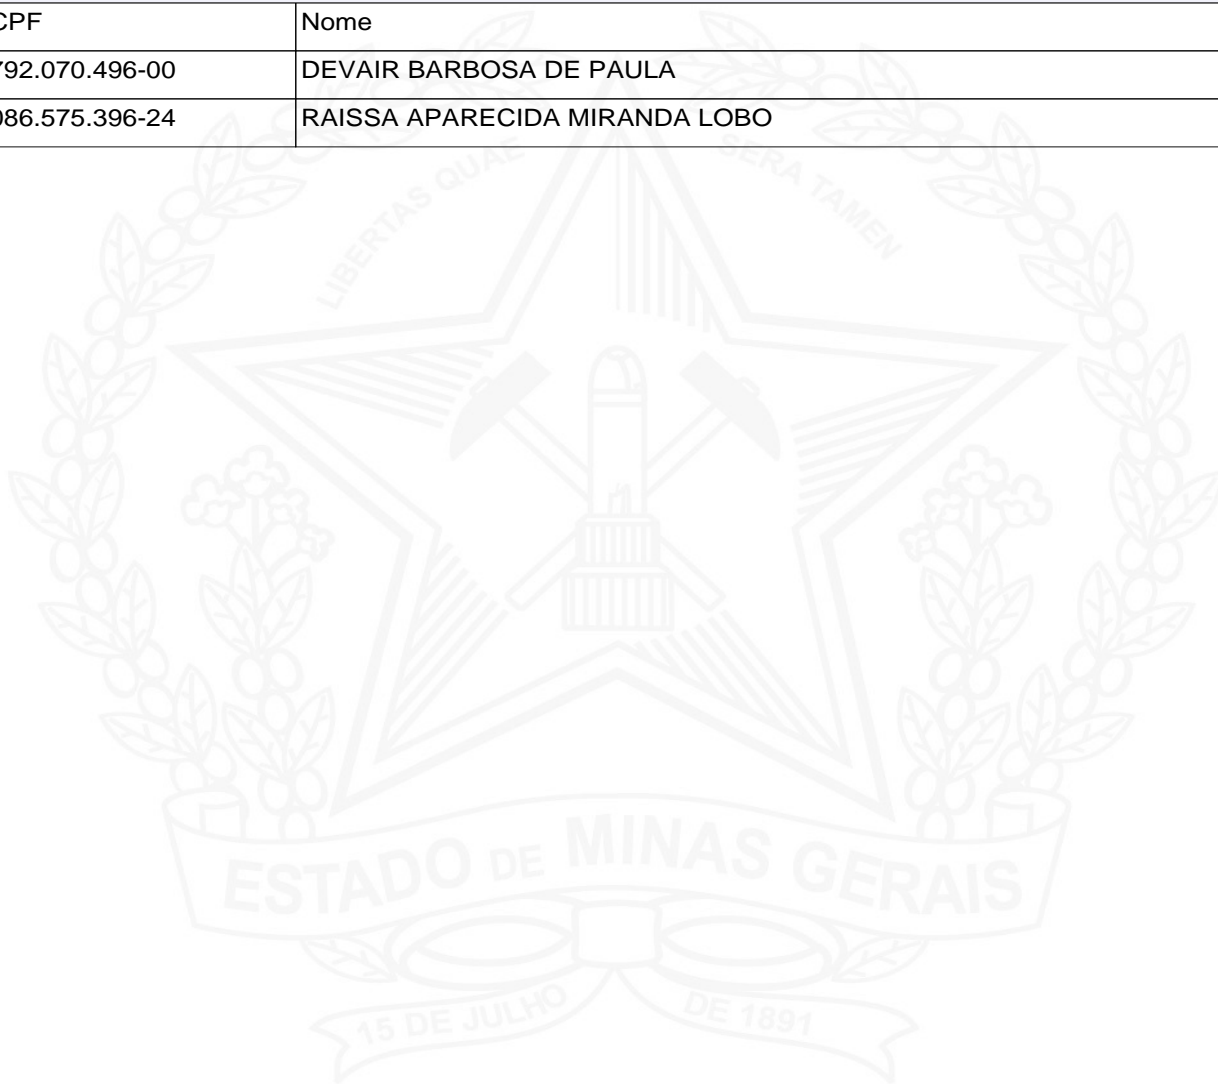 CPF Nome
792.070.496-00 DEVAIR BARBOSA DE PAULA
086.575.396-24 RAISSA APARECIDA MIRANDA LOBO
LIBERTAS QUAE SERA TAMEN
ESTADO DE MINAS GERAIS
15 DE JULHO DE 1891